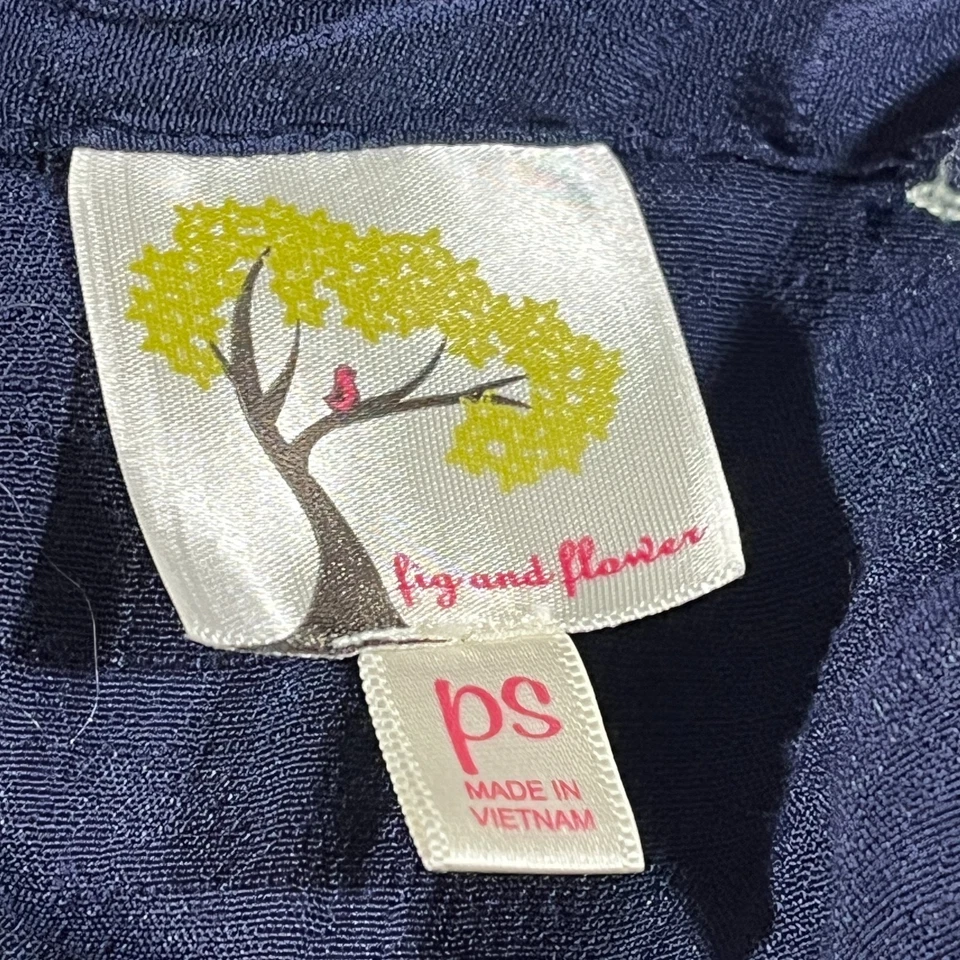 fig and flower
ps
MADE IN
VIETNAM